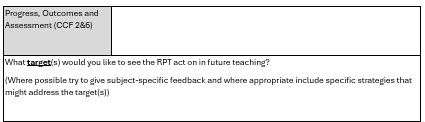 Progress, Outcomes and
Assessment (CCF 2&6)
What target(s) would you like to see the RPT act on in future teaching?
(Where possible try to give subject-specific feedback and where appropriate include specific strategies that
might address the target(s))